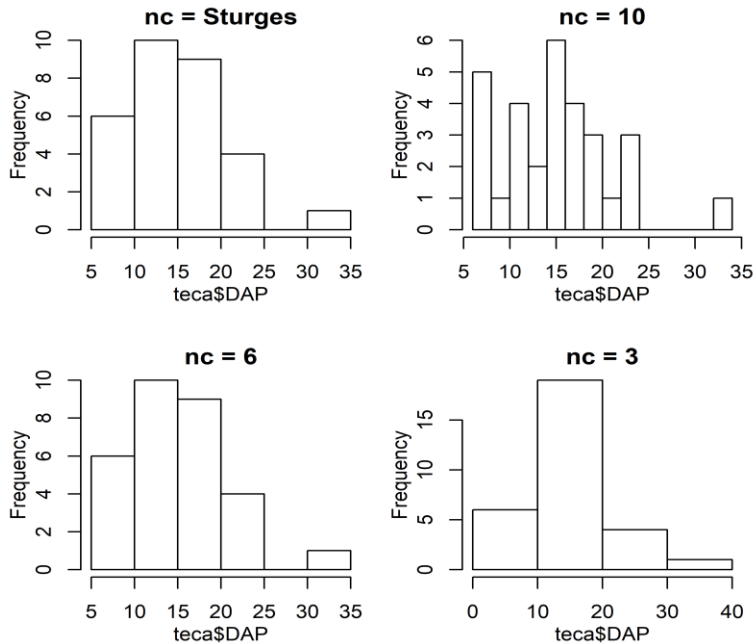 nc = Sturges
Frequency
0 2 4 6 8 10
5 10 15 20 25 30 35
teca$DAP
nc = 10
Frequency
0 1 2 3 4 5 6
5 10 15 20 25 30 35
teca$DAP
nc = 6
Frequency
0 2 4 6 8 10
5 10 15 20 25 30 35
teca$DAP
nc = 3
Frequency
0 5 10 15
0 10 20 30 40
teca$DAP